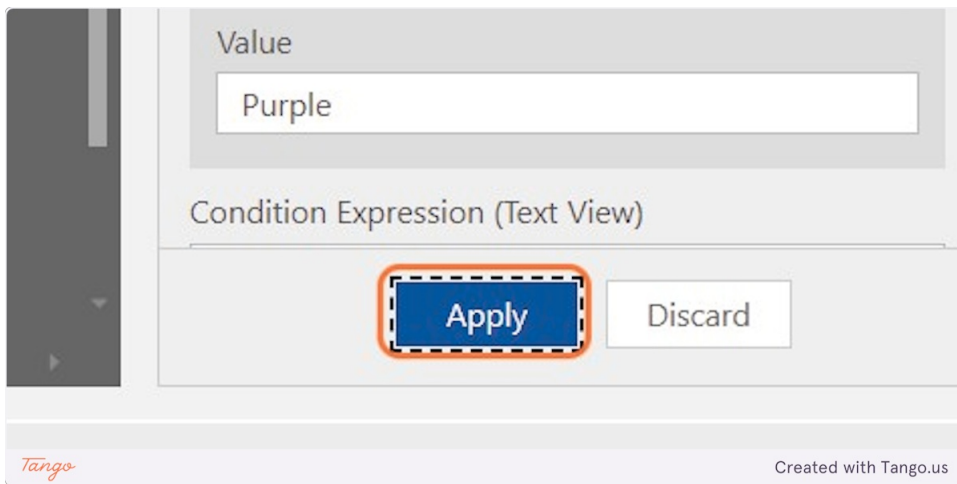 Value
Purple
Condition Expression (Text View)
Apply Discard
Tango Created with Tango.us